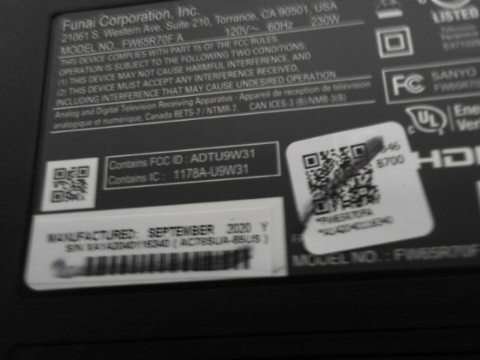 Funai Corporation, Inc.
21061 S. Western Ave. Suite 210, Torrance, CA 90501, USA
MODEL NO. FW65R70F A 120V~ 60Hz 230W
THIS DEVICE COMPLIES WITH PART 15 OF THE FCC RULES.
OPERATION IS SUBJECT TO THE FOLLOWING TWO CONDITIONS:
(1) THIS DEVICE MAY NOT CAUSE HARMFUL INTERFERENCE, AND
(2) THIS DEVICE MUST ACCEPT ANY INTERFERENCE RECEIVED,
INCLUDING INTERFERENCE THAT MAY CAUSE UNDESIRED OPERATION.
Analog and Digital Television Receiving Apparatus - Appareil de réception de télévision
analogique et numérique, Canada BETS-7 / NTMR-7. CAN ICES-3 (B)/NMB-3(B)
LISTED
FC SANYO
FW65R70
UL Energy
Ver
Contains FCC ID : ADTU9W31
Contains IC : 1178A-U9W31
B700
HDMI
MANUFACTURED: SEPTEMBER 2020 Y
S/N
MODEL NO. : FW65R70F